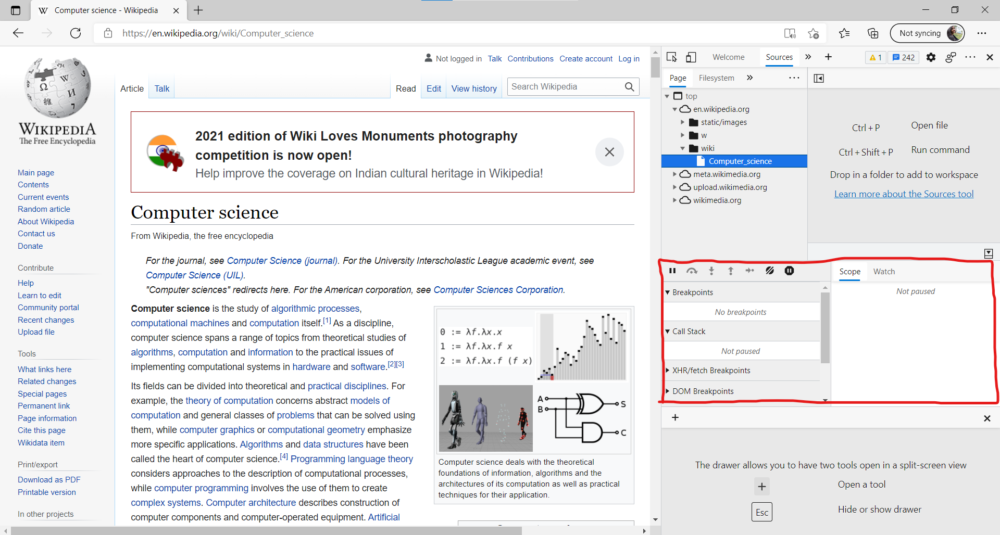 Computer science - Wikipedia
https://en.wikipedia.org/wiki/Computer_science
Not syncing
WIKIPEDIA
The Free Encyclopedia
Main page
Contents
Current events
Random article
About Wikipedia
Contact us
Donate
Contribute
Help
Learn to edit
Community portal
Recent changes
Upload file
Tools
What links here
Related changes
Special pages
Permanent link
Page information
Cite this page
Wikidata item
Print/export
Download as PDF
Printable version
In other projects
Not logged in Talk Contributions Create account Log in
Article Talk Read Edit View history Search Wikipedia
2021 edition of Wiki Loves Monuments photography
competition is now open!
Help improve the coverage on Indian cultural heritage in Wikipedia!
Computer science
From Wikipedia, the free encyclopedia
For the journal, see Computer Science (journal). For the University Interscholastic League academic event, see
Computer Science (UIL).
"Computer sciences" redirects here. For the American corporation, see Computer Sciences Corporation.
Computer science is the study of algorithmic processes,
computational machines and computation itself.[1] As a discipline,
computer science spans a range of topics from theoretical studies of
algorithms, computation and information to the practical issues of
implementing computational systems in hardware and software.[2][3]
Its fields can be divided into theoretical and practical disciplines. For
example, the theory of computation concerns abstract models of
computation and general classes of problems that can be solved using
them, while computer graphics or computational geometry emphasize
more specific applications. Algorithms and data structures have been
called the heart of computer science.[4] Programming language theory
considers approaches to the description of computational processes,
while computer programming involves the use of them to create
complex systems. Computer architecture describes construction of
computer components and computer-operated equipment. Artificial
0 := λf.λx.x
1 := λf.λx.f x
2 := λf.λx.f (f x)
A
B
S
C
Computer science deals with the theoretical
foundations of information, algorithms and the
architectures of its computation as well as practical
techniques for their application.
Welcome Sources 1 242
Page Filesystem
top
en.wikipedia.org
static/images
w
wiki
Computer_science
meta.wikimedia.org
upload.wikimedia.org
wikimedia.org
Ctrl + P Open file
Ctrl + Shift + P Run command
Drop in a folder to add to workspace
Learn more about the Sources tool
Breakpoints
No breakpoints
Call Stack
Not paused
XHR/fetch Breakpoints
DOM Breakpoints
Scope Watch
Not paused
The drawer allows you to have two tools open in a split-screen view
+ Open a tool
Esc Hide or show drawer